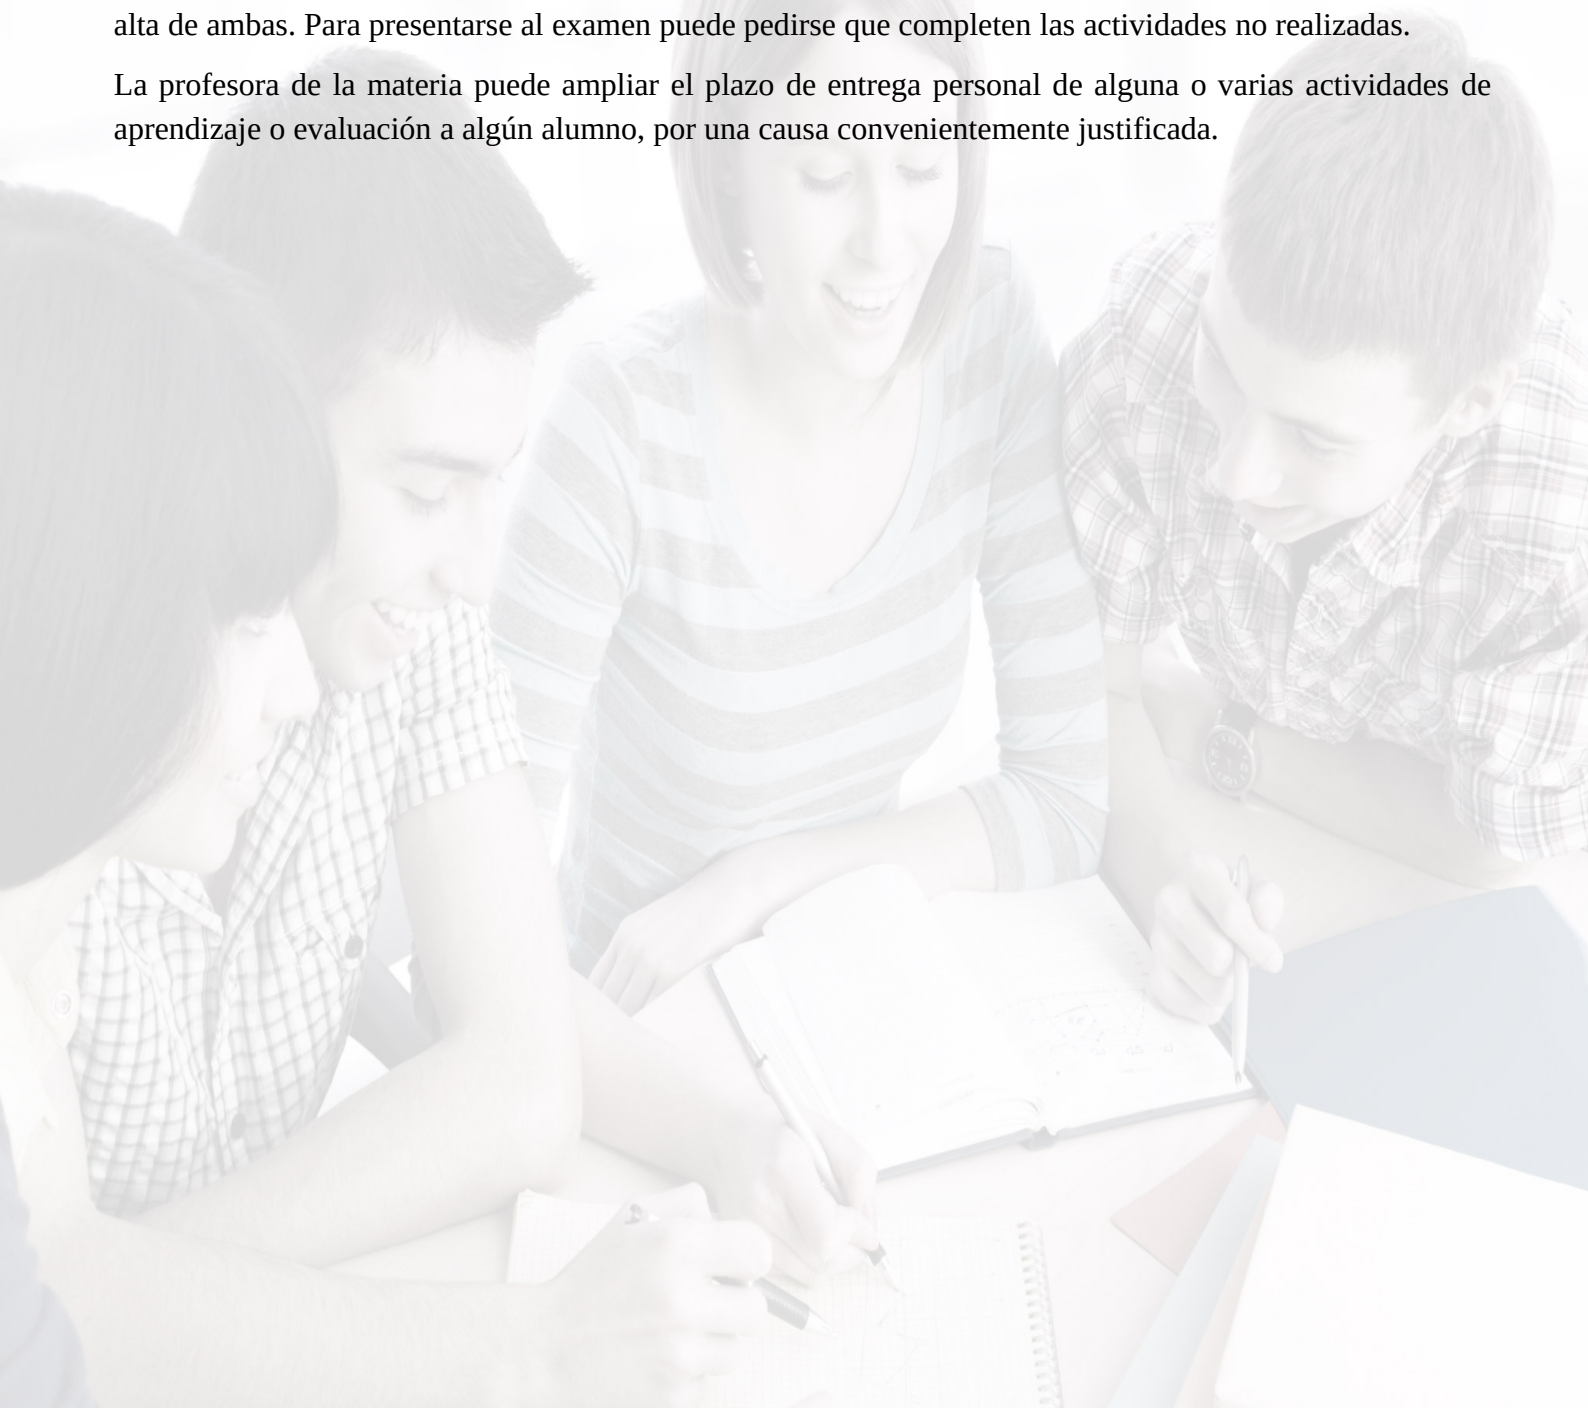 alta de ambas. Para presentarse al examen puede pedirse que completen las actividades no realizadas.
La profesora de la materia puede ampliar el plazo de entrega personal de alguna o varias actividades de
aprendizaje o evaluación a algún alumno, por una causa convenientemente justificada.